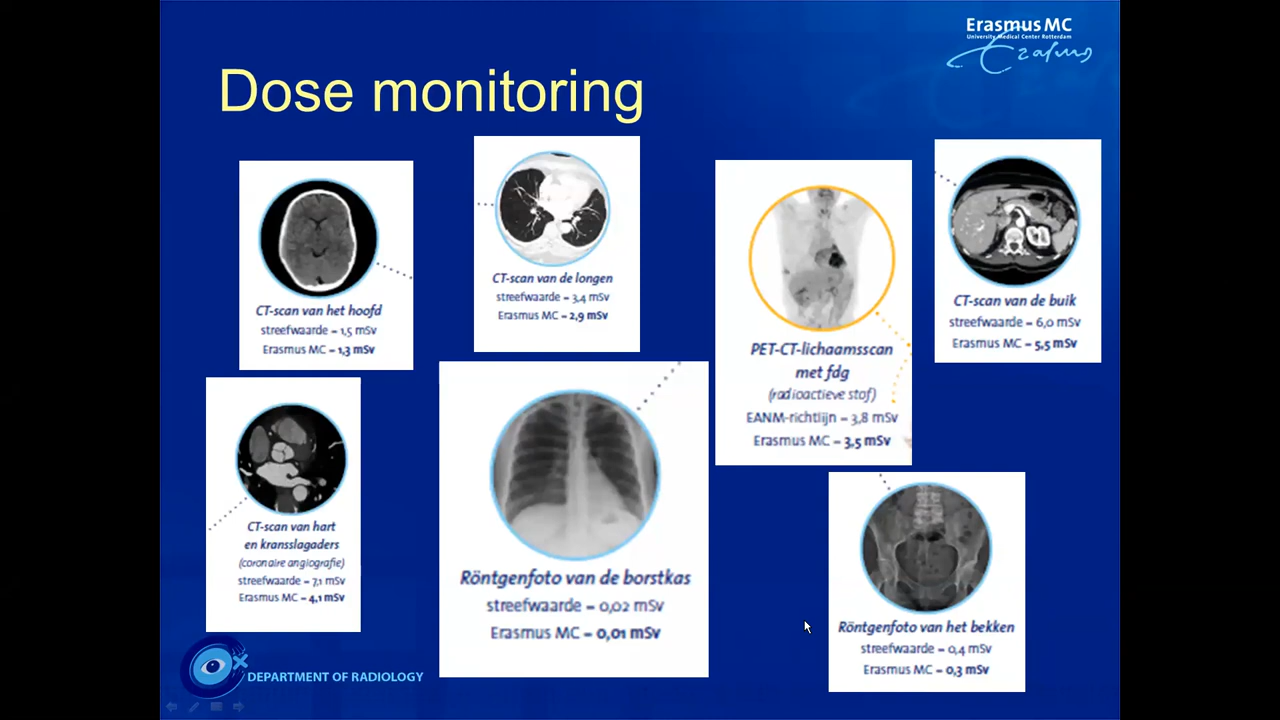 Erasmus MC
University Medical Center Rotterdam
Erasmus
Dose monitoring
CT-scan van het hoofd
streefwaarde = 1,5 mSv
Erasmus MC = 1,3 mSv
CT-scan van de longen
streefwaarde = 3,4 mSv
Erasmus MC = 2,9 mSv
PET-CT-lichaamsscan
met fdg
(radioactieve stof)
EANM-richtlijn = 3,8 mSv
Erasmus MC = 3,5 mSv
CT-scan van de buik
streefwaarde = 6,0 mSv
Erasmus MC = 5,5 mSv
CT-scan van hart
en kransslagaders
(coronaire angiografie)
streefwaarde = 7,1 mSv
Erasmus MC = 4,1 mSv
Röntgenfoto van de borstkas
streefwaarde = 0,02 mSv
Erasmus MC = 0,01 mSv
Röntgenfoto van het bekken
streefwaarde = 0,4 mSv
Erasmus MC = 0,3 mSv
DEPARTMENT OF RADIOLOGY